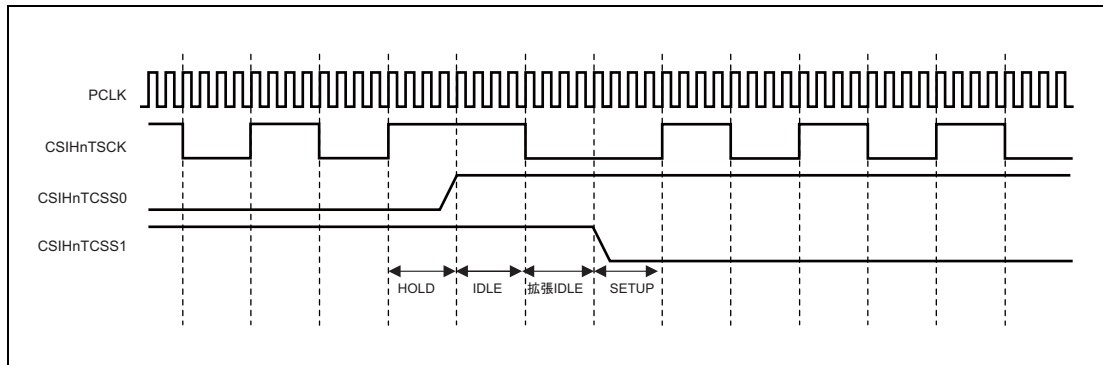 PCLK
CSIHnTSCK
CSIHnTCSS0
CSIHnTCSS1
HOLD IDLE 拡張IDLE SETUP